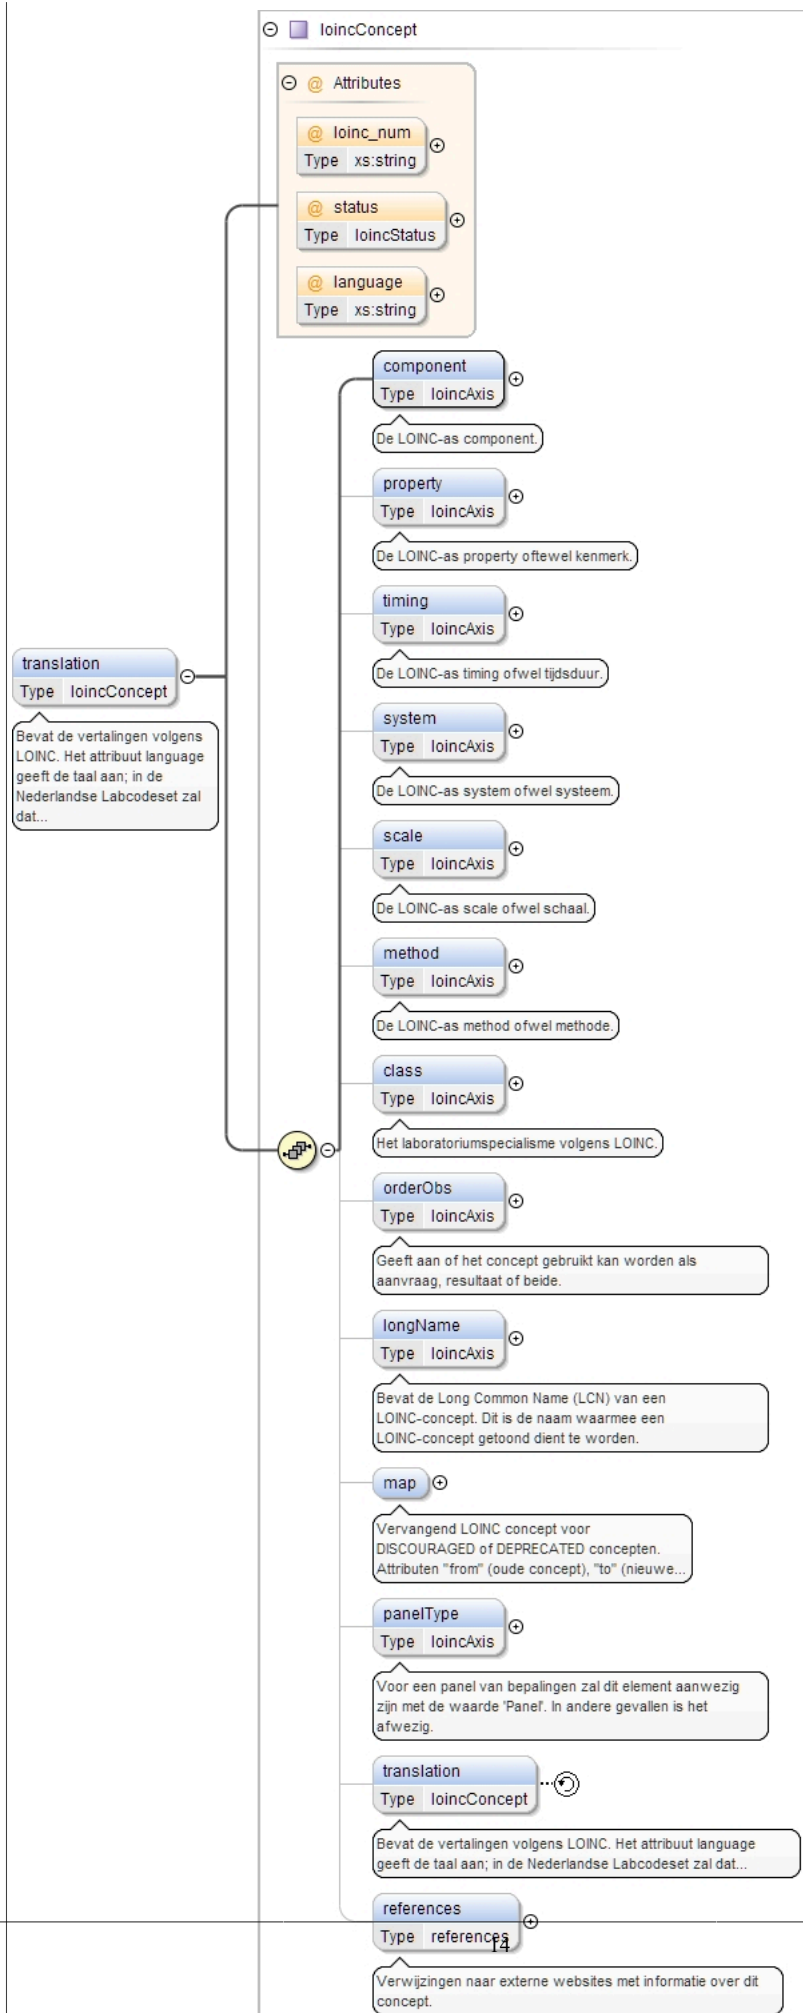 loincConcept
@ Attributes
@ loinc_num
Type xs:string
@ status
Type loincStatus
@ language
Type xs:string
component
Type loincAxis
De LOINC-as component.
property
Type loincAxis
De LOINC-as property oftewel kenmerk.
timing
Type loincAxis
De LOINC-as timing ofwel tijdsduur.
translation
Type loincConcept
Bevat de vertalingen volgens
LOINC. Het attribuut language
geeft de taal aan; in de
Nederlandse Labcodeset zal
dat...
system
Type loincAxis
De LOINC-as system ofwel systeem.
scale
Type loincAxis
De LOINC-as scale ofwel schaal.
method
Type loincAxis
De LOINC-as method ofwel methode.
class
Type loincAxis
Het laboratoriumspecialisme volgens LOINC.
orderObs
Type loincAxis
Geeft aan of het concept gebruikt kan worden als
aanvraag, resultaat of beide.
longName
Type loincAxis
Bevat de Long Common Name (LCN) van een
LOINC-concept. Dit is de naam waarmee een
LOINC-concept getoond dient te worden.
map
Vervangend LOINC concept voor
DISCOURAGED of DEPRECATED concepten.
Attributen "from" (oude concept), "to" (nieuwe...
panelType
Type loincAxis
Voor een panel van bepalingen zal dit element aanwezig
zijn met de waarde 'Panel'. In andere gevallen is het
afwezig.
translation
Type loincConcept
Bevat de vertalingen volgens LOINC. Het attribuut language
geeft de taal aan; in de Nederlandse Labcodeset zal dat...
references
Type references
14
Verwijzingen naar externe websites met informatie over dit
concept.